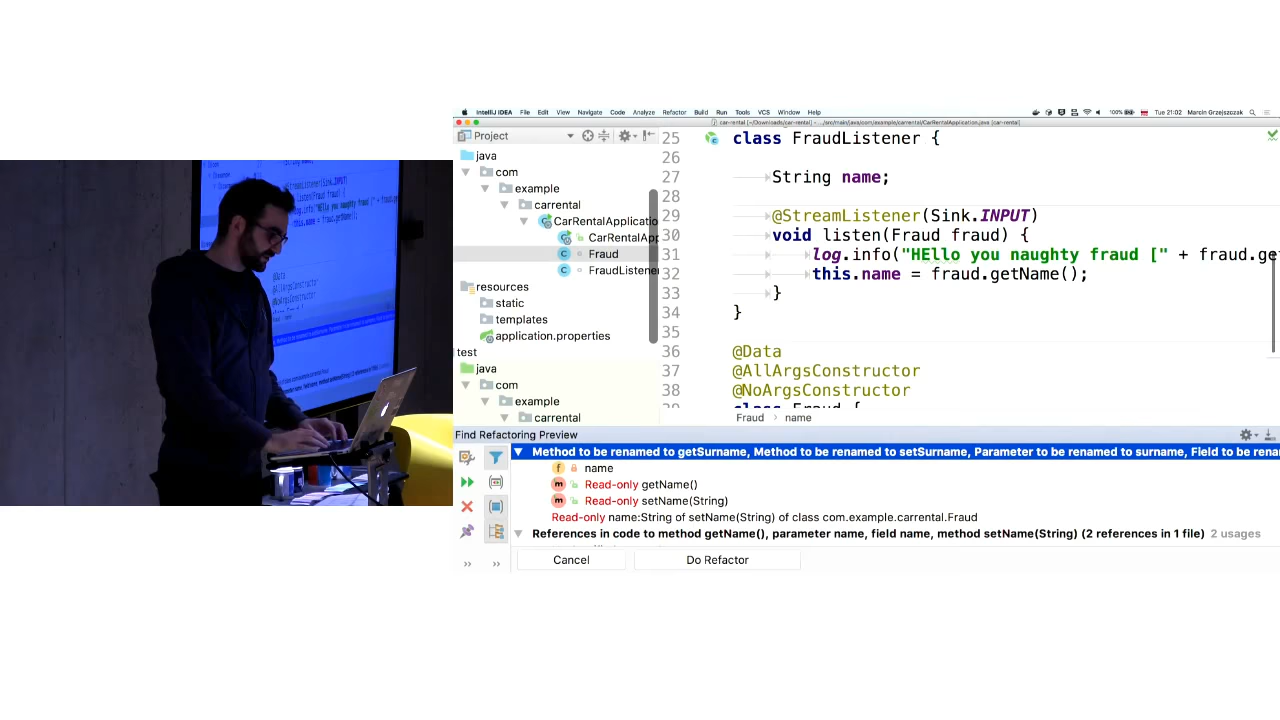 IntelliJ IDEA File Edit View Navigate Code Analyze Refactor Build Run Tools VCS Window Help 100% Tue 21:02 Marcin Grzejszczak
car-rental [~/Downloads/car-rental] - .../src/main/java/com/example/carrental/CarRentalApplication.java [car-rental]
Project
java
com
example
carrental
CarRentalApplicatio
CarRentalApp
Fraud
FraudListener
resources
static
templates
application.properties
test
java
com
example
carrental
25 class FraudListener {
26
27 String name;
28
29 @StreamListener(Sink.INPUT)
30 void listen(Fraud fraud) {
31 log.info("HEllo you naughty fraud [" + fraud.get
32 this.name = fraud.getName();
33 }
34 }
35
36 @Data
37 @AllArgsConstructor
38 @NoArgsConstructor
39 class Fraud {
Fraud › name
Find Refactoring Preview
Method to be renamed to getSurname, Method to be renamed to setSurname, Parameter to be renamed to surname, Field to be rena
name
Read-only getName()
Read-only setName(String)
Read-only name:String of setName(String) of class com.example.carrental.Fraud
References in code to method getName(), parameter name, field name, method setName(String) (2 references in 1 file) 2 usages
Cancel Do Refactor